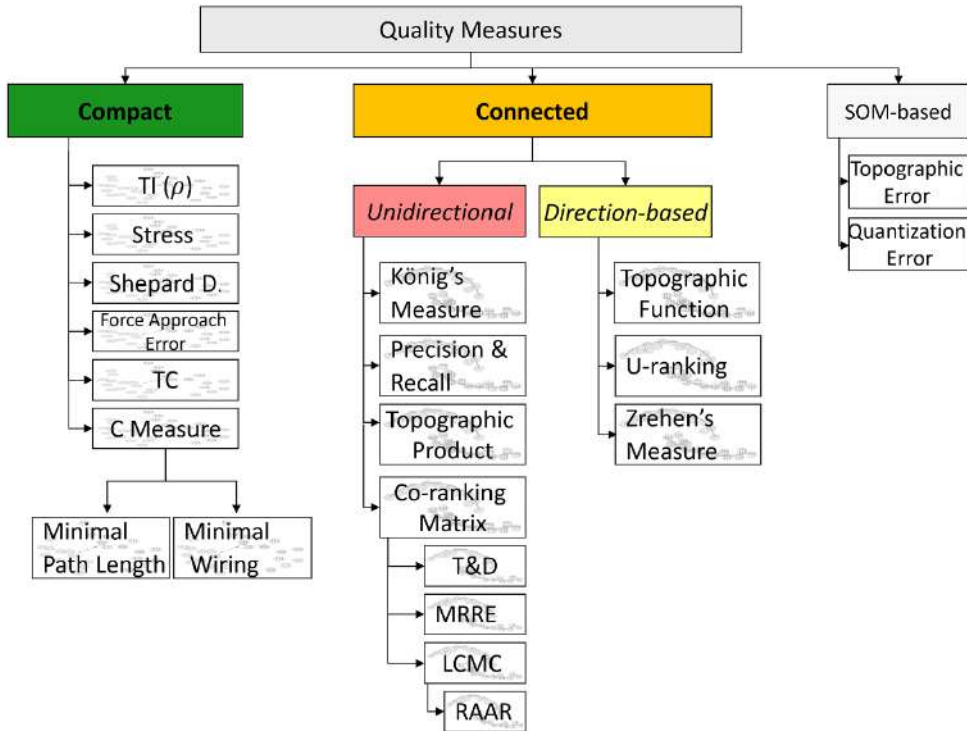 Quality Measures
Compact
Connected
SOM-based
TI (ρ)
Stress
Shepard D.
Force Approach
Error
TC
C Measure
Minimal
Path Length
Minimal
Wiring
Unidirectional
Direction-based
König's
Measure
Precision &
Recall
Topographic
Product
Co-ranking
Matrix
T&D
MRRE
LCMC
RAAR
Topographic
Function
U-ranking
Zrehen's
Measure
Topographic
Error
Quantization
Error